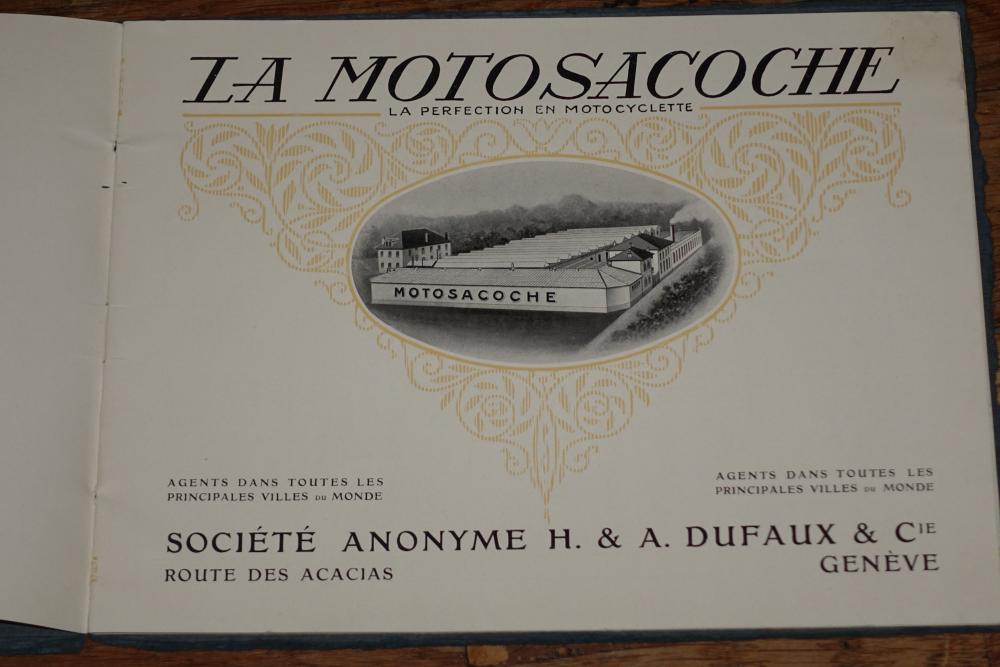 LA MOTOSACOCHE
LA PERFECTION EN MOTOCYCLETTE
MOTOSACOCHE
AGENTS DANS TOUTES LES
PRINCIPALES VILLES DU MONDE
AGENTS DANS TOUTES LES
PRINCIPALES VILLES DU MONDE
SOCIÉTÉ ANONYME H. & A. DUFAUX & CIE
ROUTE DES ACACIAS
GENÈVE